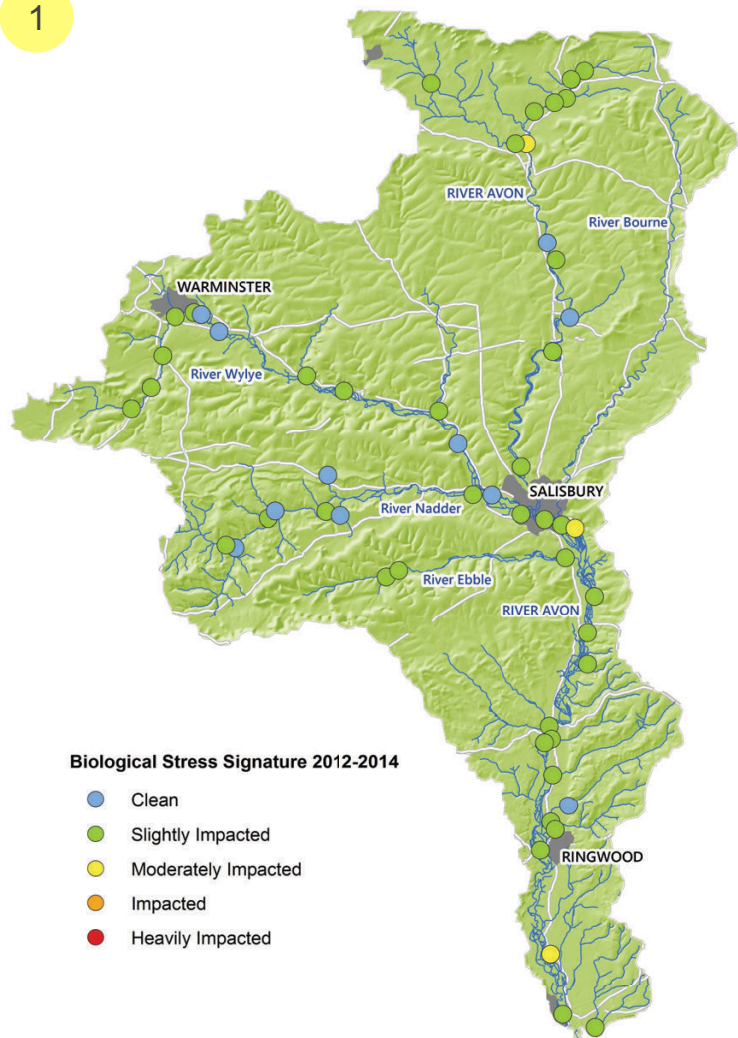 1
RIVER AVON
River Bourne
WARMINSTER
River Wylye
SALISBURY
River Nadder
River Ebble
RIVER AVON
Biological Stress Signature 2012-2014
Clean
Slightly Impacted
Moderately Impacted
Impacted
Heavily Impacted
RINGWOOD